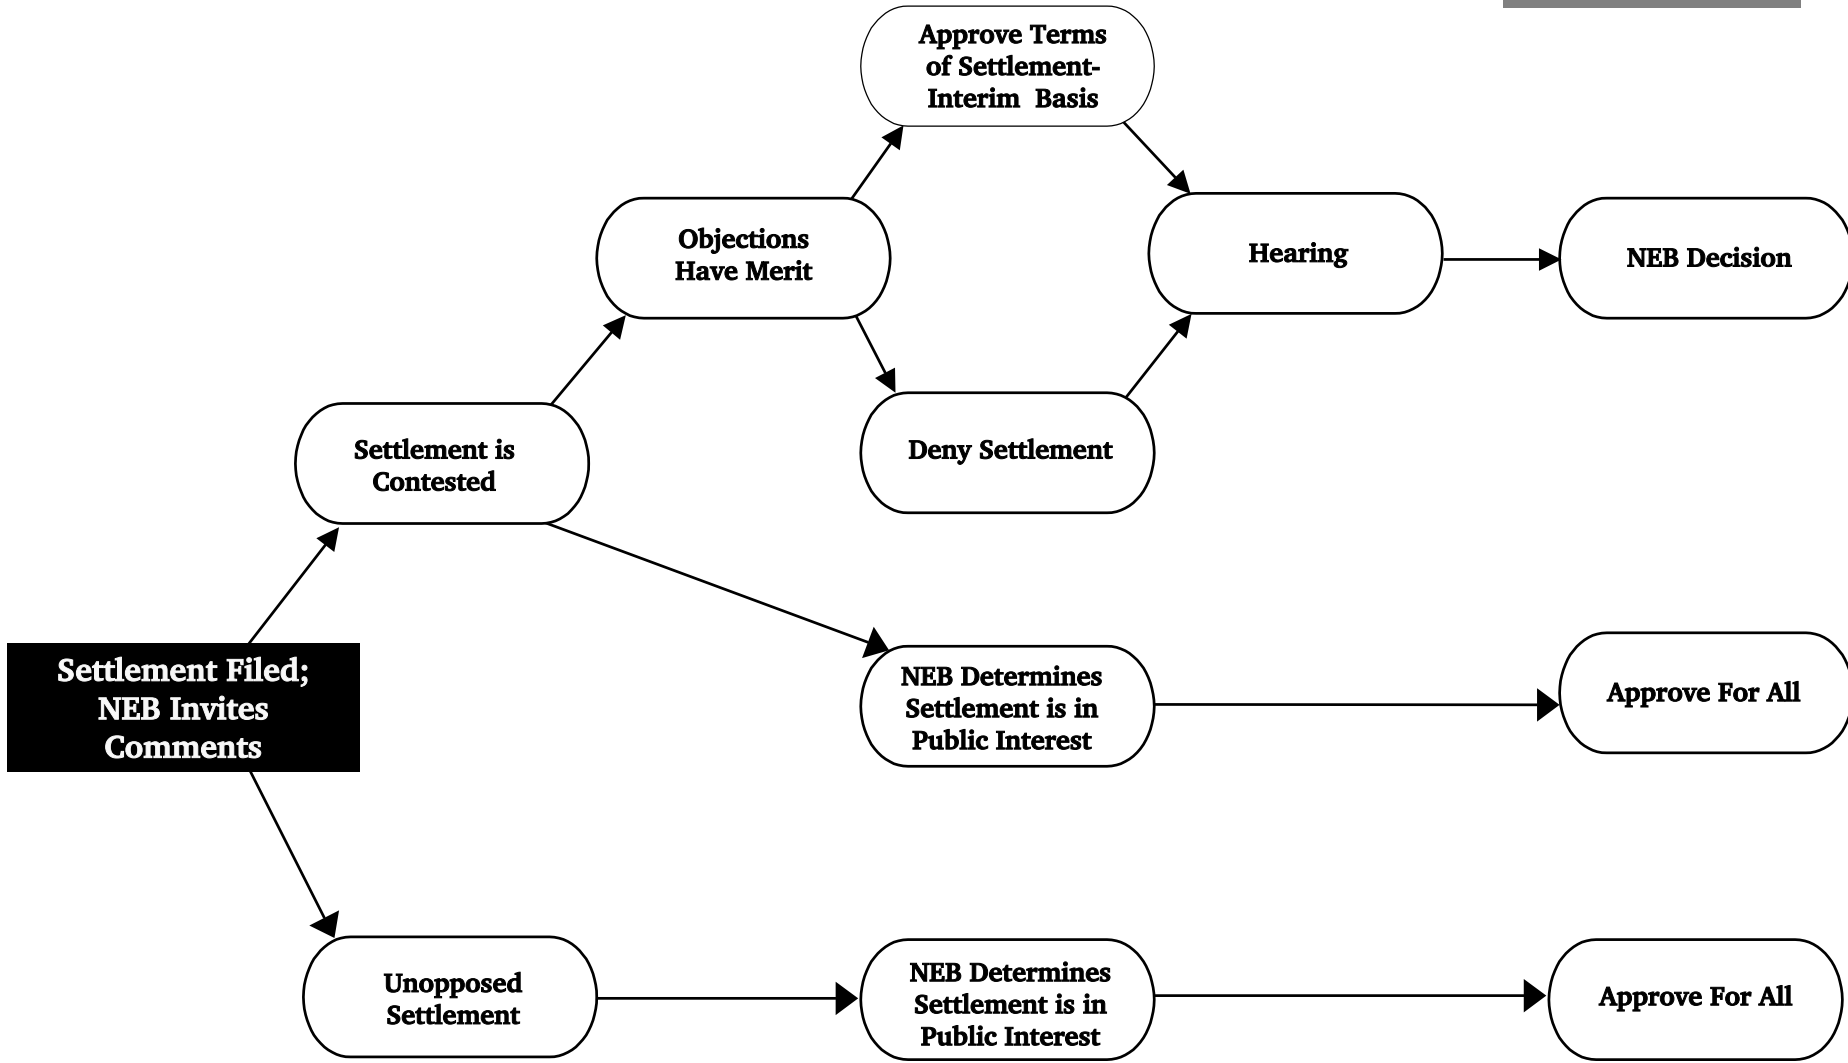 Approve Terms
of Settlement-
Interim Basis
Objections
Have Merit
Hearing
NEB Decision
Settlement is
Contested
Deny Settlement
Settlement Filed;
NEB Invites
Comments
NEB Determines
Settlement is in
Public Interest
Approve For All
Unopposed
Settlement
NEB Determines
Settlement is in
Public Interest
Approve For All